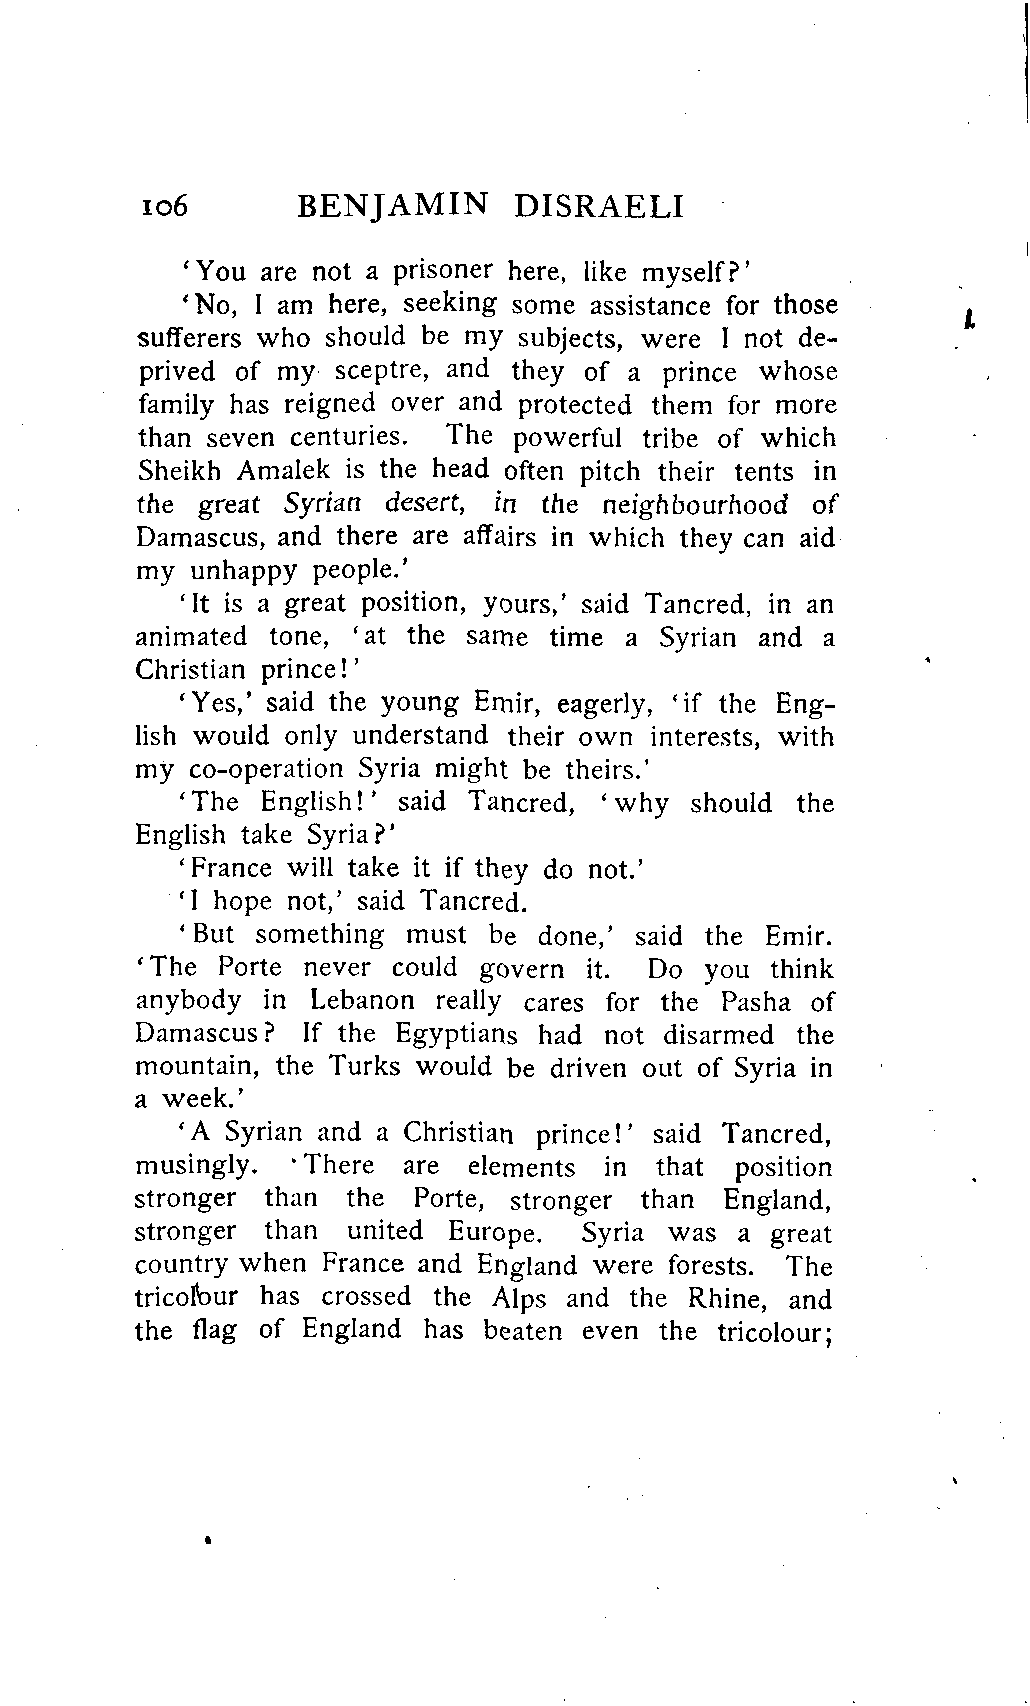 106 BENJAMIN DISRAELI
‘You are not a prisoner here, like myself?’
‘No, I am here, seeking some assistance for those
sufferers who should be my subjects, were I not de-
prived of my sceptre, and they of a prince whose
family has reigned over and protected them for more
than seven centuries. The powerful tribe of which
Sheikh Amalek is the head often pitch their tents in
the great Syrian desert, in the neighbourhood of
Damascus, and there are affairs in which they can aid
my unhappy people.’
‘It is a great position, yours,’ said Tancred, in an
animated tone, ‘at the same time a Syrian and a
Christian prince!’
‘Yes,’ said the young Emir, eagerly, ‘if the Eng-
lish would only understand their own interests, with
my co-operation Syria might be theirs.’
‘The English!’ said Tancred, ‘why should the
English take Syria?’
‘France will take it if they do not.’
‘I hope not,’ said Tancred.
‘But something must be done,’ said the Emir.
‘The Porte never could govern it. Do you think
anybody in Lebanon really cares for the Pasha of
Damascus? If the Egyptians had not disarmed the
mountain, the Turks would be driven out of Syria in
a week.’
‘A Syrian and a Christian prince!’ said Tancred,
musingly. ‘There are elements in that position
stronger than the Porte, stronger than England,
stronger than united Europe. Syria was a great
country when France and England were forests. The
tricolour has crossed the Alps and the Rhine, and
the flag of England has beaten even the tricolour;